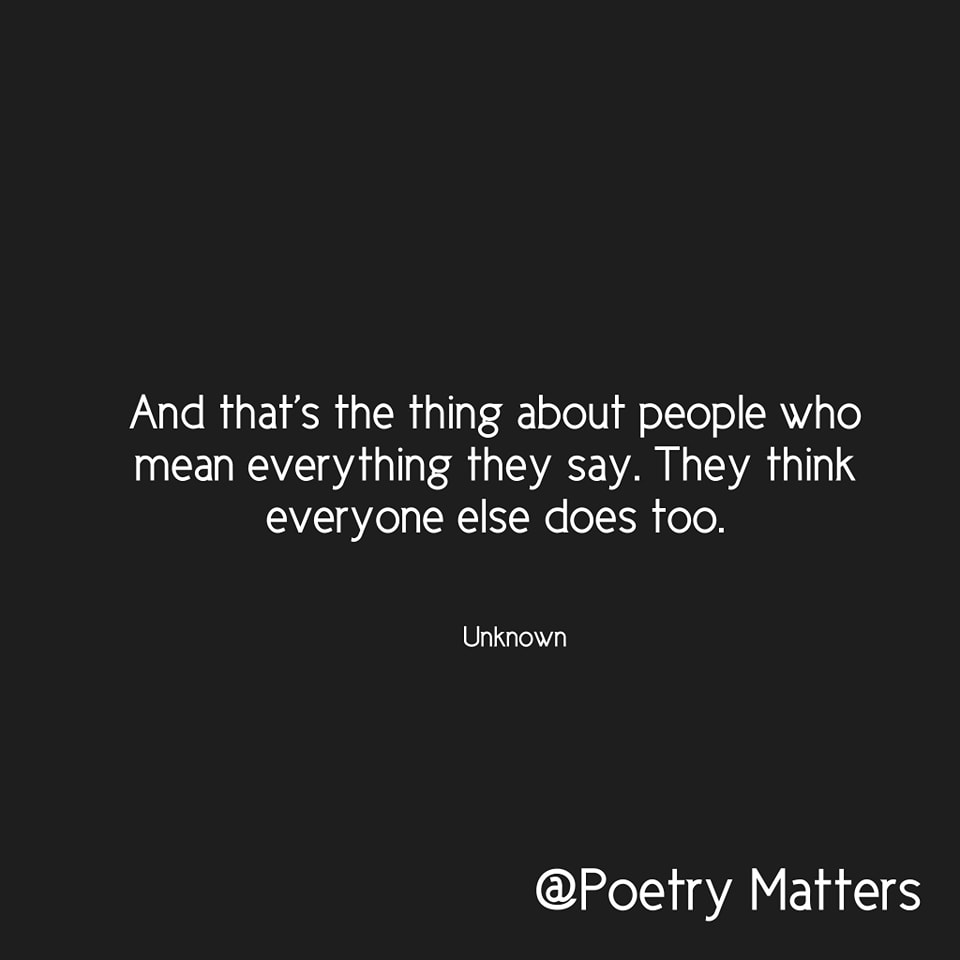 And that’s the thing about people who
mean everything they say. They think
everyone else does too.
Unknown
@Poetry Matters